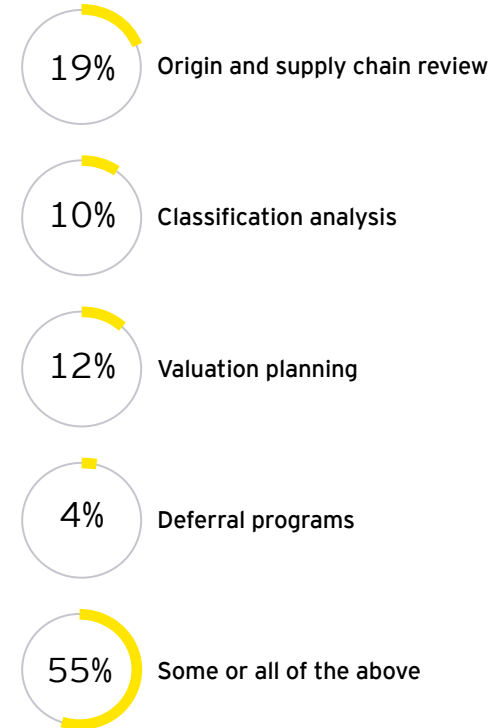 19% Origin and supply chain review
10% Classification analysis
12% Valuation planning
4% Deferral programs
55% Some or all of the above